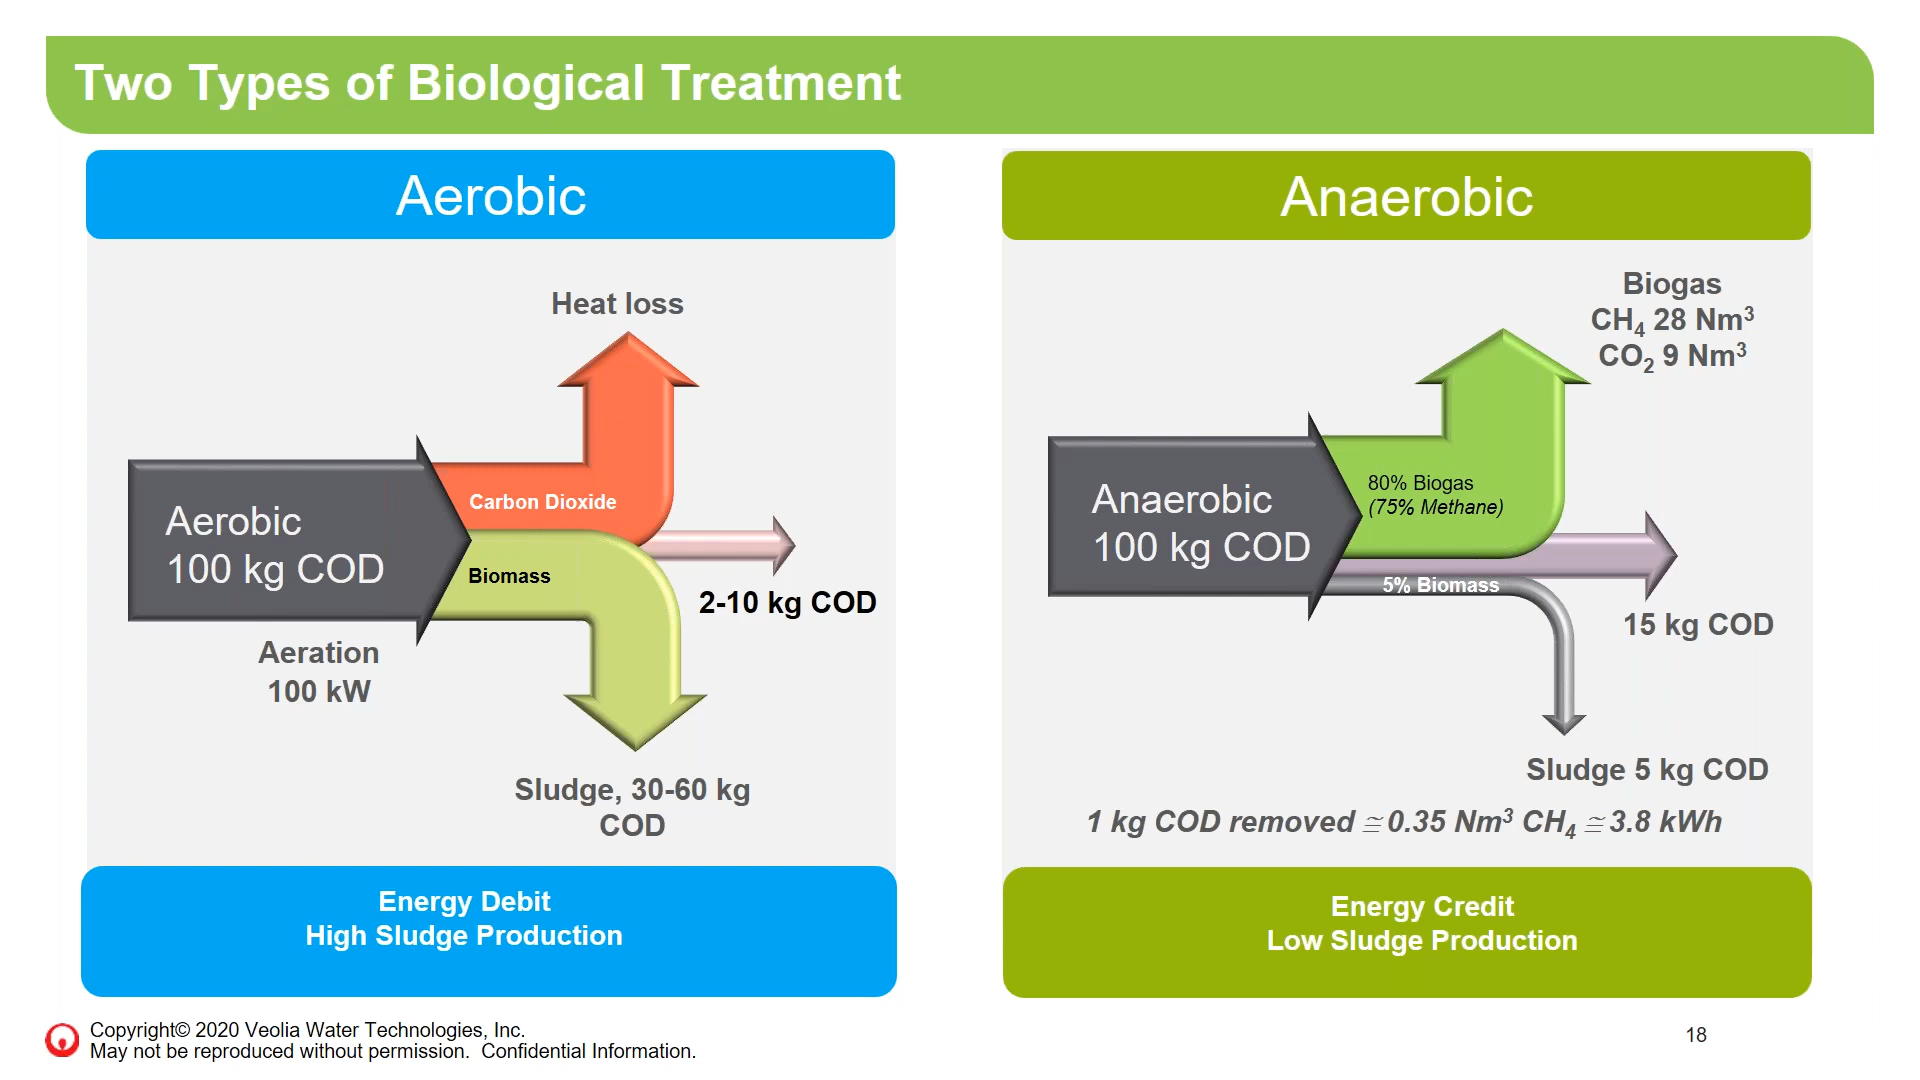 Two Types of Biological Treatment
Aerobic
Heat loss
Carbon Dioxide
Aerobic
100 kg COD
Biomass
2-10 kg COD
Aeration
100 kW
Sludge, 30-60 kg
COD
Energy Debit
High Sludge Production
Anaerobic
Biogas
CH₄ 28 Nm³
CO₂ 9 Nm³
80% Biogas
(75% Methane)
Anaerobic
100 kg COD
5% Biomass
15 kg COD
Sludge 5 kg COD
1 kg COD removed ≅ 0.35 Nm³ CH₄ ≅ 3.8 kWh
Energy Credit
Low Sludge Production
Copyright© 2020 Veolia Water Technologies, Inc.
May not be reproduced without permission. Confidential Information.
18